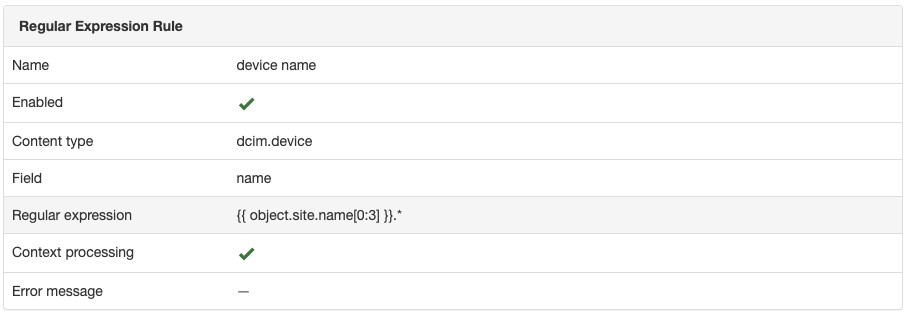 Regular Expression Rule
Name device name
Enabled
Content type dcim.device
Field name
Regular expression {{ object.site.name[0:3] }}.*
Context processing
Error message —